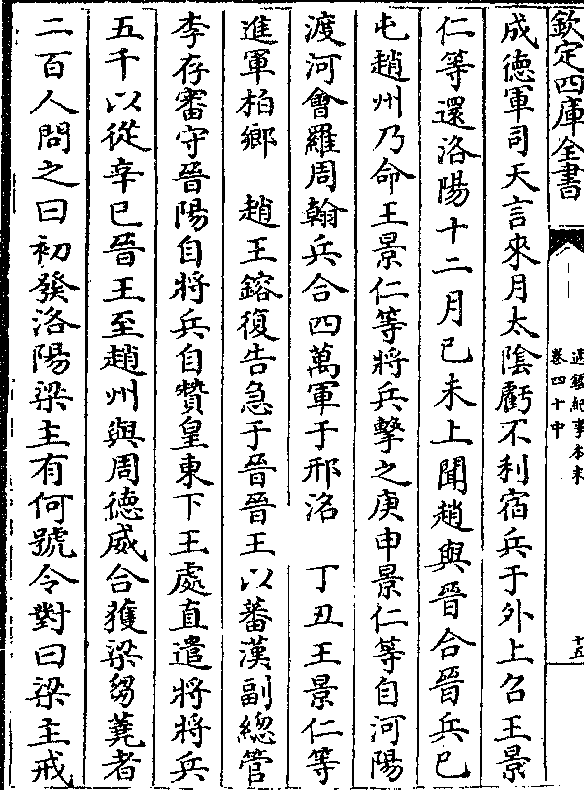 欽定四庫全書
通鑑紀事本末
卷四十中
十五
成德軍司天言來月太陰虧不利宿兵于外上召王景
仁等還洛陽十二月己未上聞趙與晉合晉兵已
屯趙州乃命王景仁等將兵擊之庚申景仁等自河陽
渡河會羅周翰兵合四萬軍于邢洺　丁丑王景仁等
進軍柏鄉　趙王鎔復告急于晉晉王以蕃漢副總管
李存審守晉陽自將兵自贊皇東下王處直遣將將兵
五千以從辛巳晉王至趙州與周德威合獲梁芻蕘者
二百人問之曰初發洛陽梁主有何號令對曰梁主戒